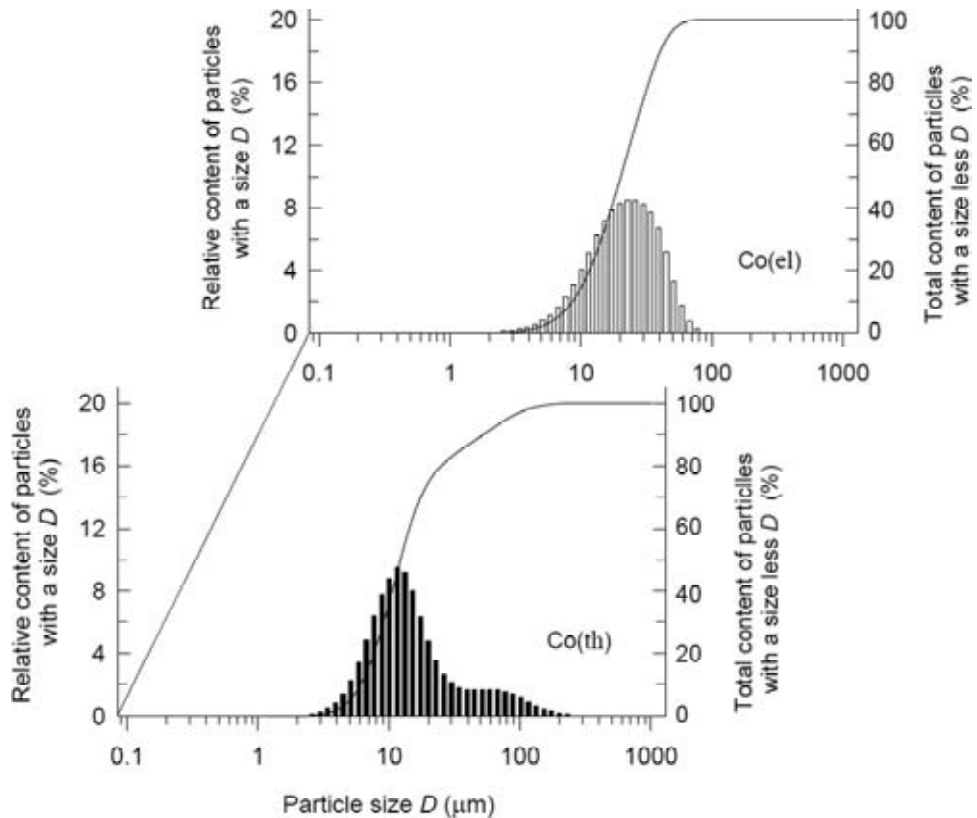 Relative content of particles
with a size D (%)
20
16
12
8
4
0
100
80
60
40
20
0
Total content of particlles
with a size less D (%)
Co(el)
0.1 1 10 100 1000
Relative content of particles
with a size D (%)
20
16
12
8
4
0
100
80
60
40
20
0
Total content of particlles
with a size less D (%)
Co(th)
0.1 1 10 100 1000
Particle size D (μm)